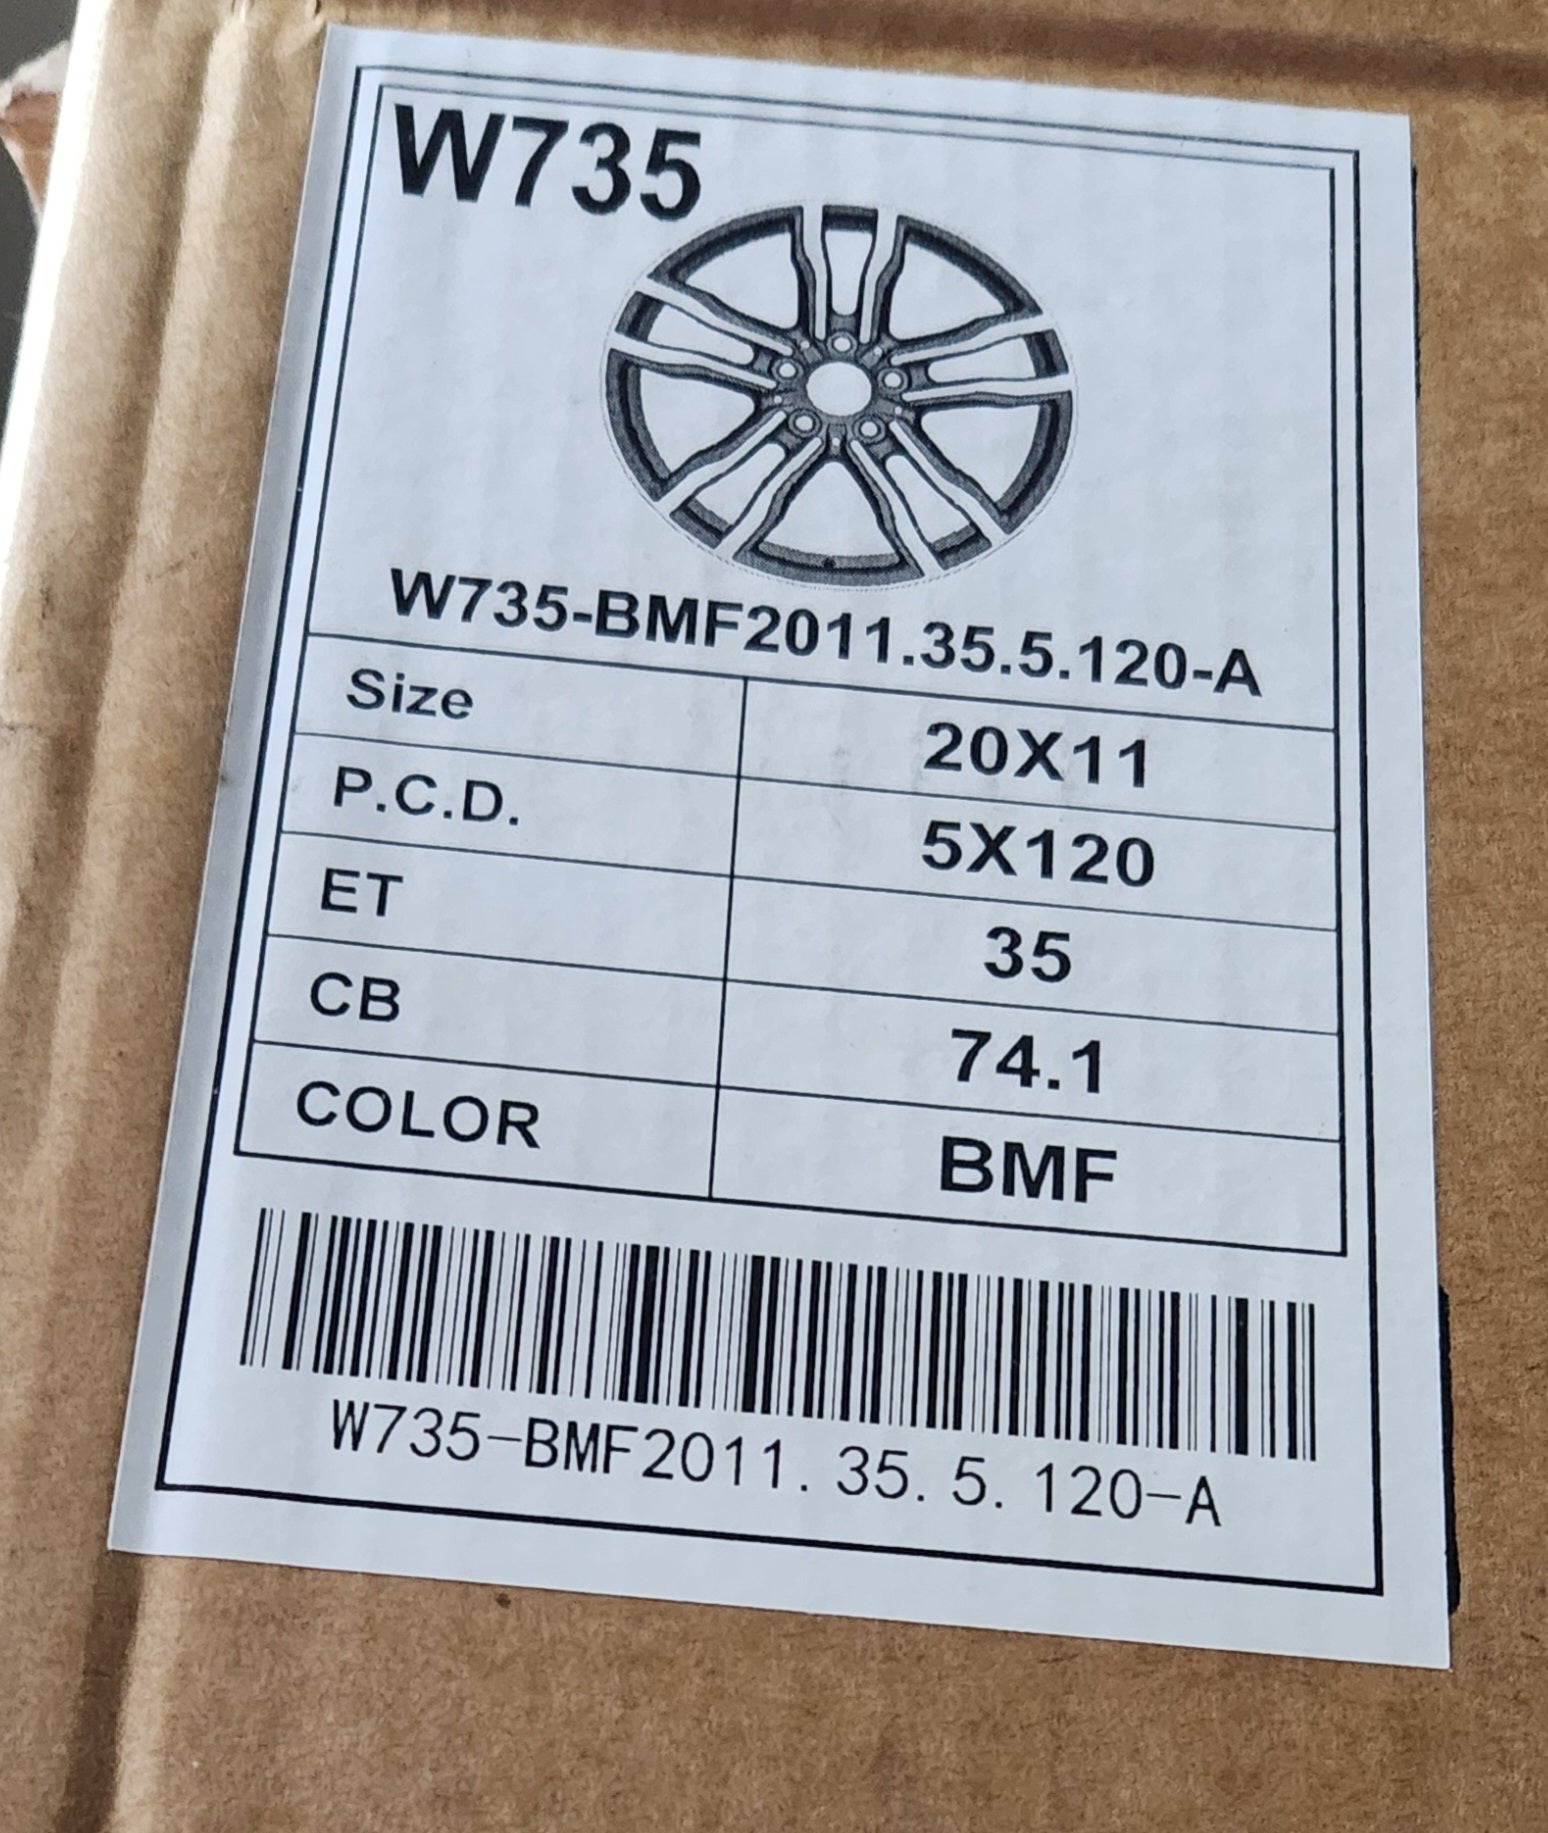 W735
W735-BMF2011.35.5.120-A
Size 20X11
P.C.D. 5X120
ET 35
CB 74.1
COLOR BMF
W735-BMF2011.35.5.120-A